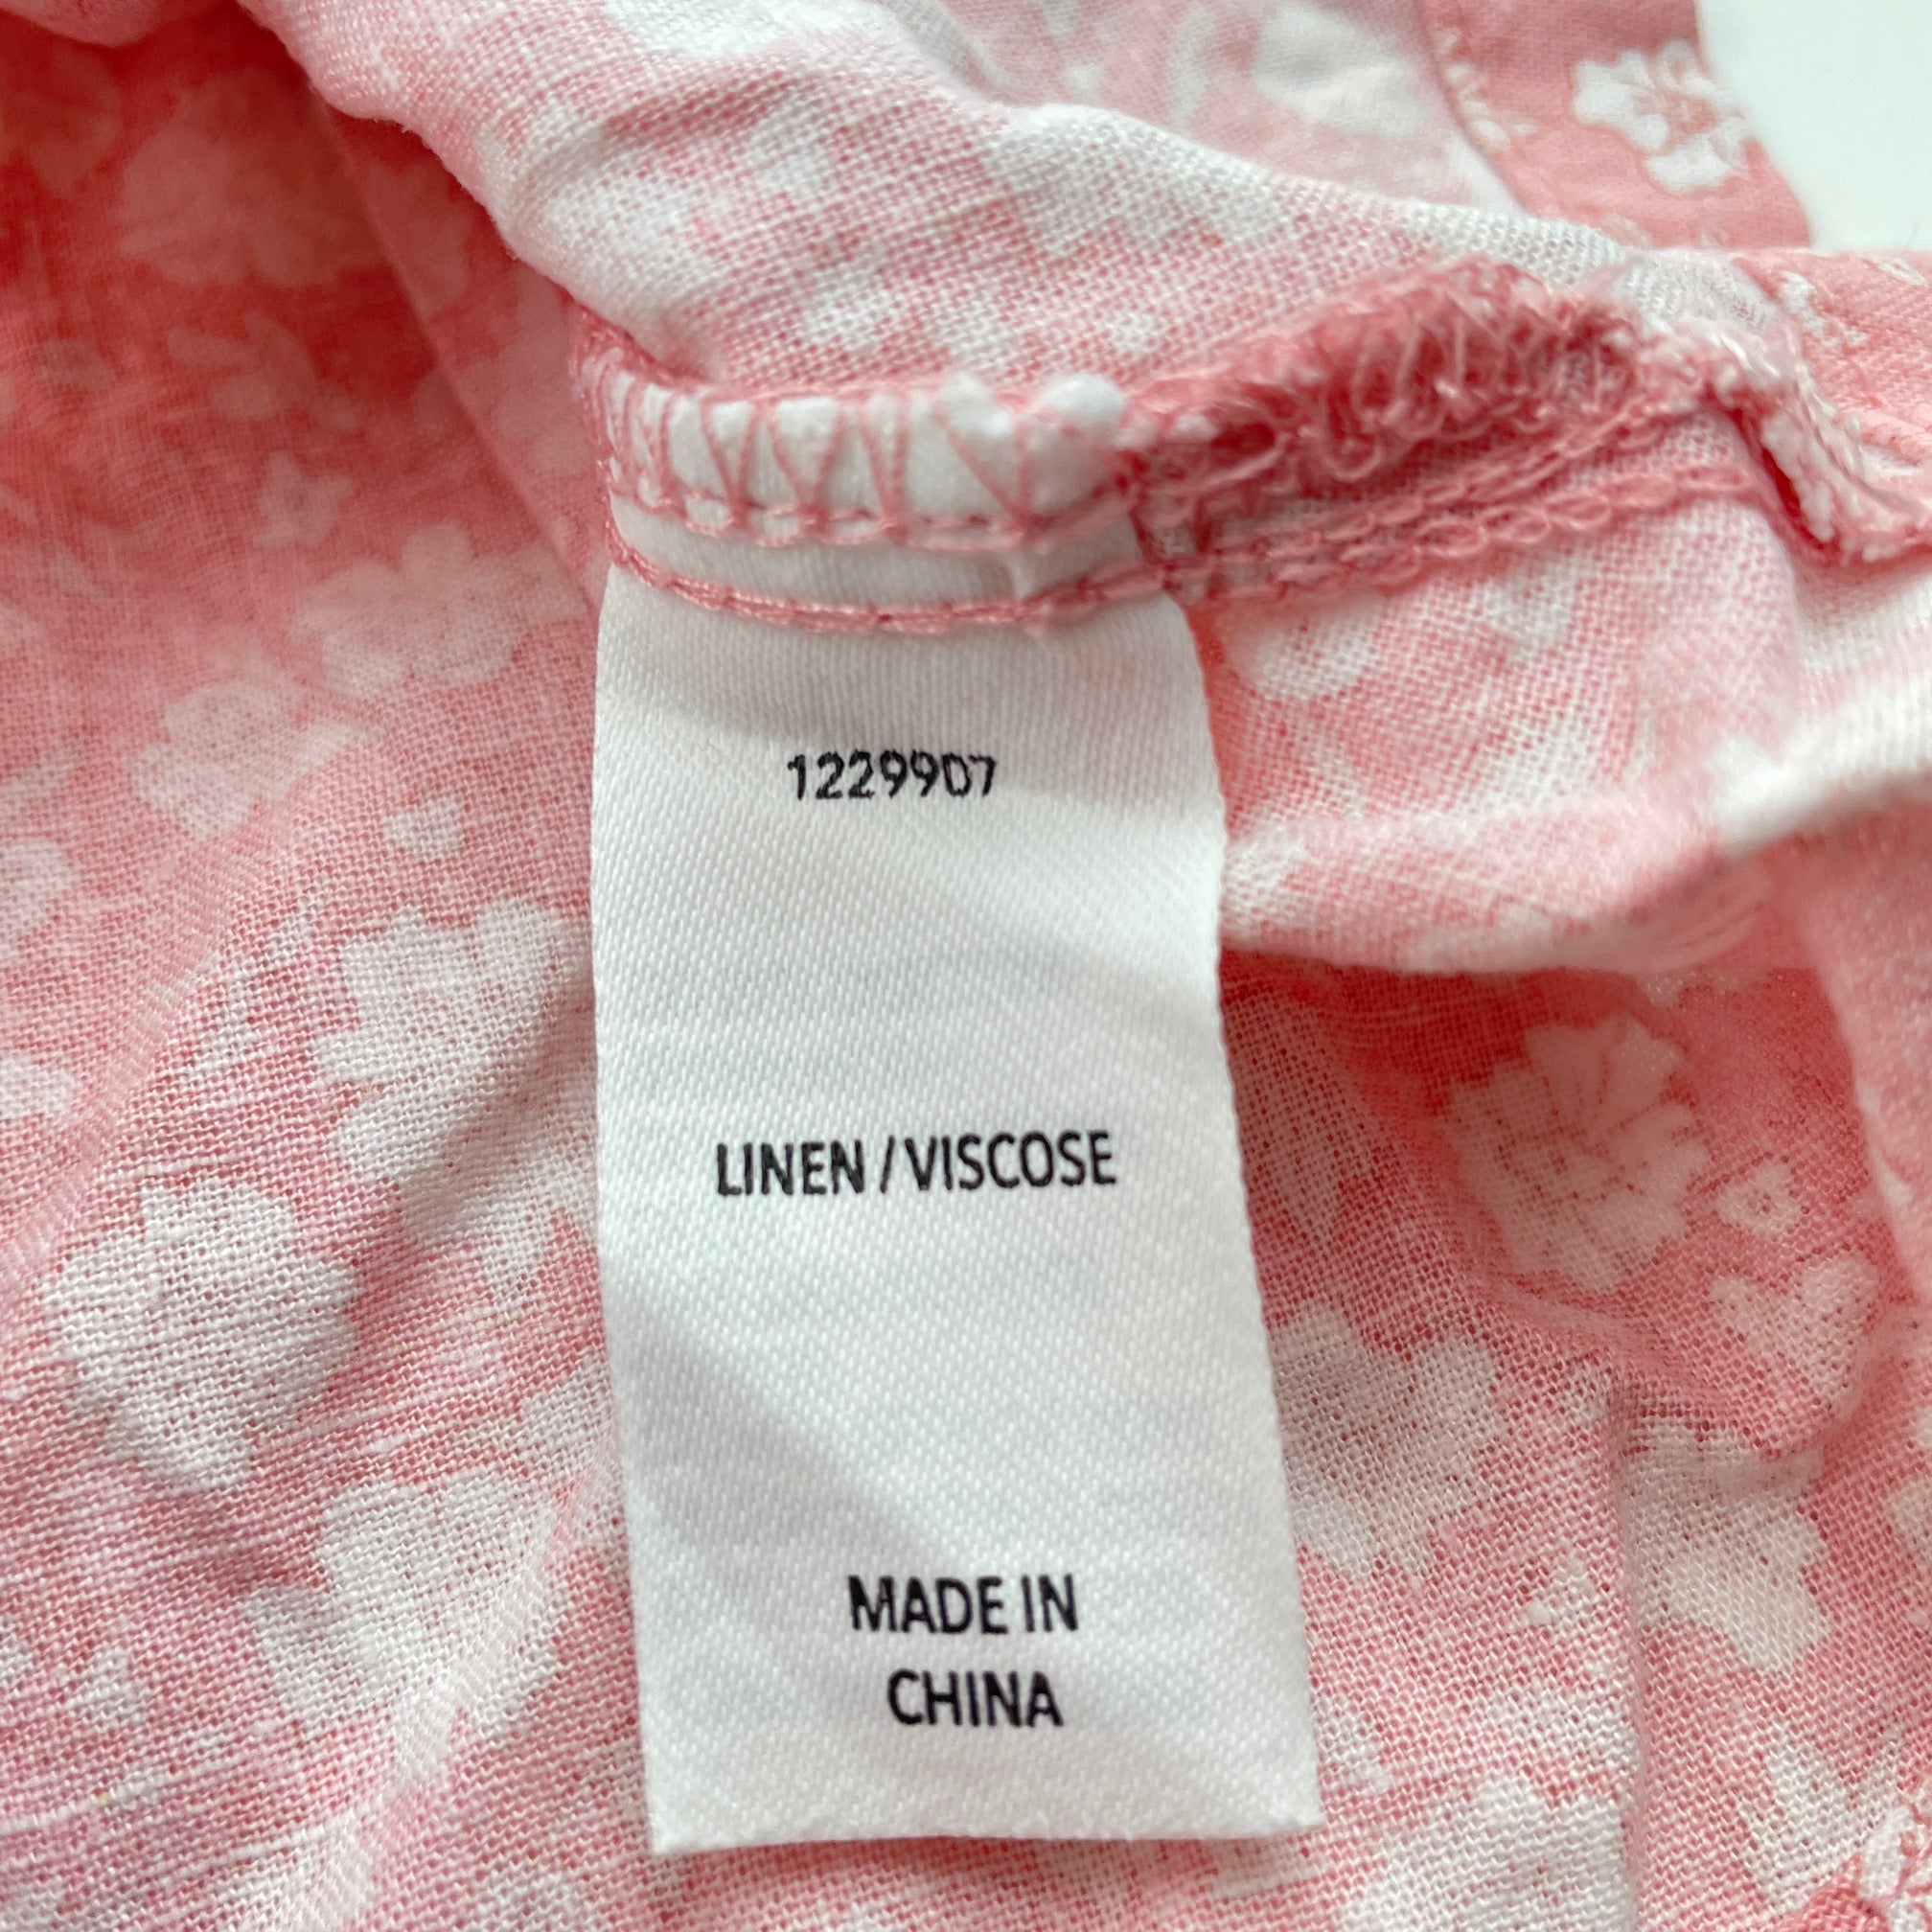 1229907
LINEN / VISCOSE
MADE IN
CHINA